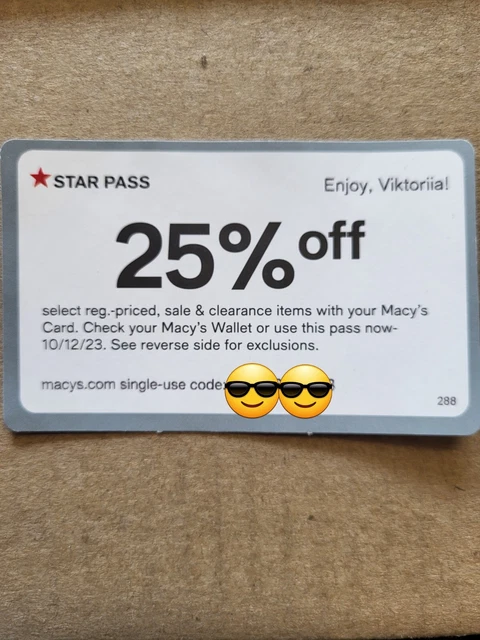 STAR PASS
Enjoy, Viktoriia!
25% off
select reg.-priced, sale & clearance items with your Macy's
Card. Check your Macy's Wallet or use this pass now-
10/12/23. See reverse side for exclusions.
macys.com single-use code:
288